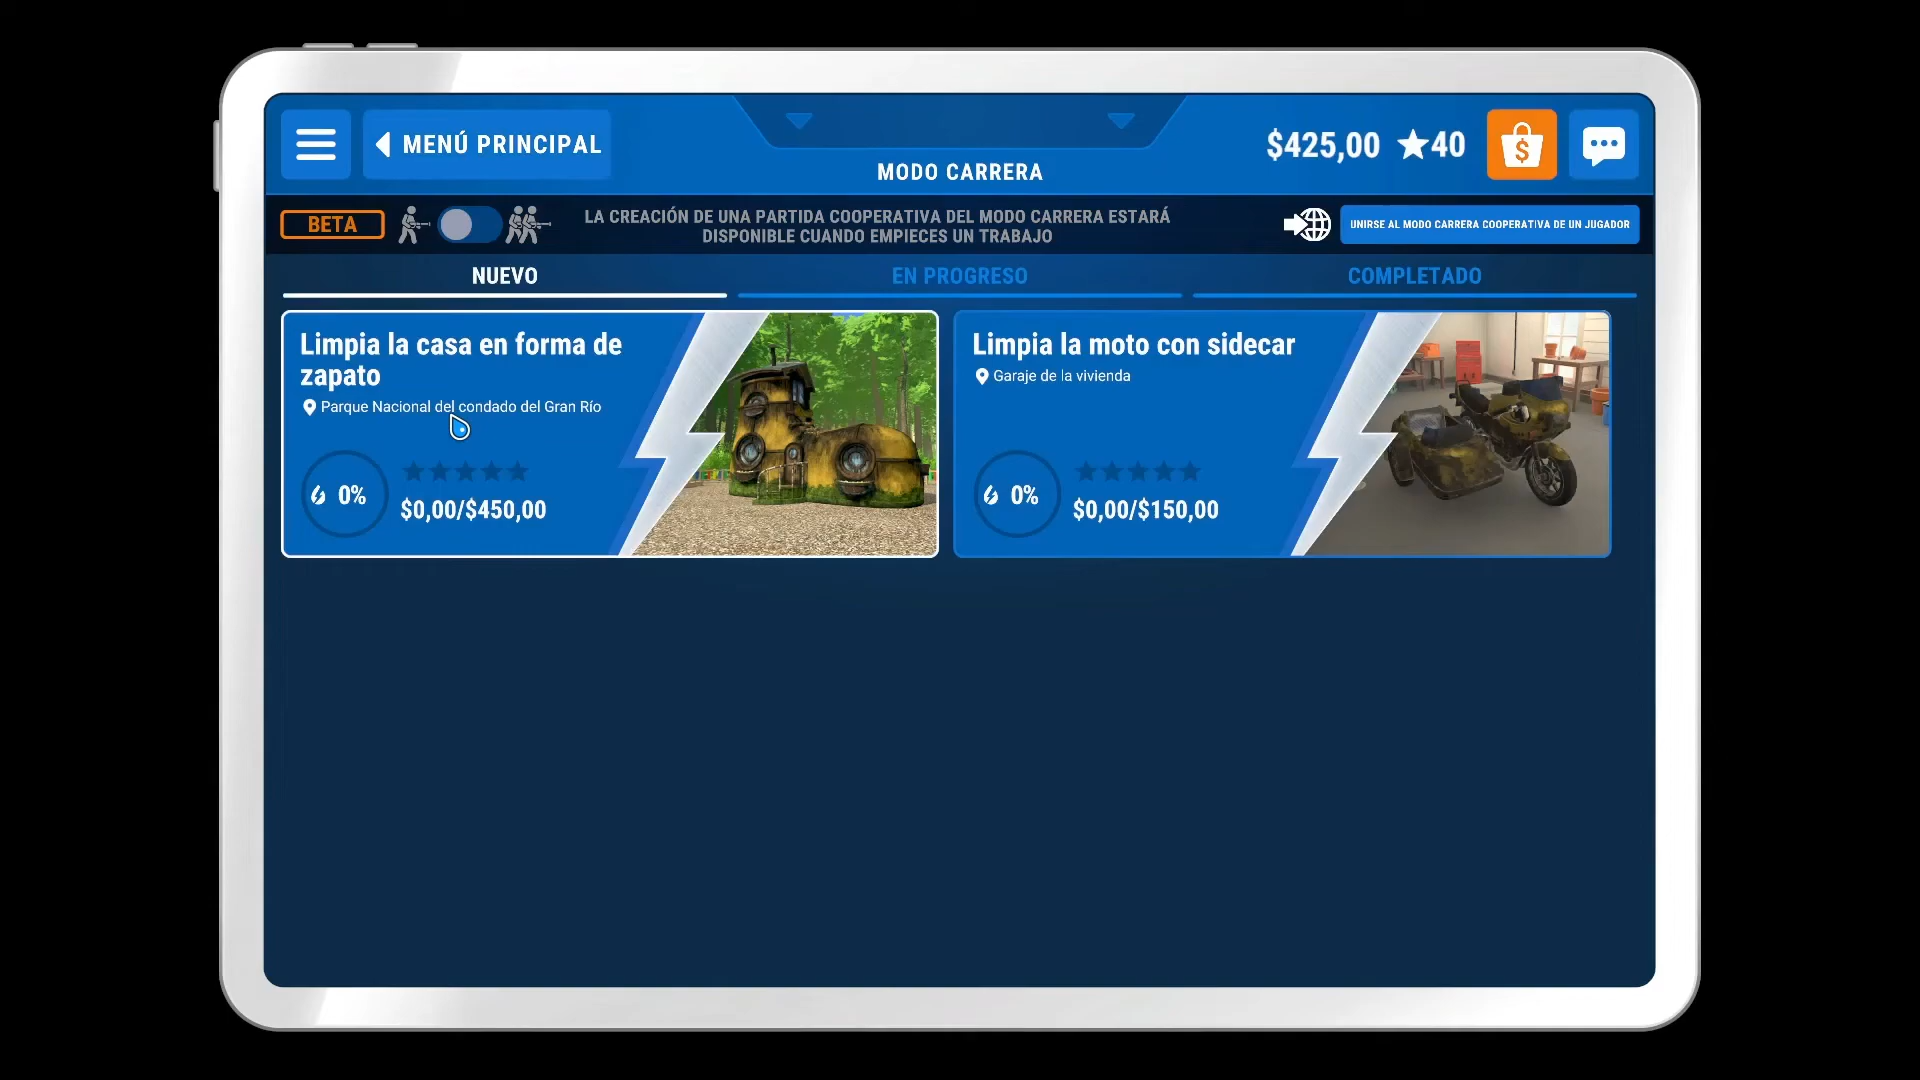 MENÚ PRINCIPAL
MODO CARRERA
$425,00 ★40
BETA
LA CREACIÓN DE UNA PARTIDA COOPERATIVA DEL MODO CARRERA ESTARÁ
DISPONIBLE CUANDO EMPIECES UN TRABAJO
UNIRSE AL MODO CARRERA COOPERATIVA DE UN JUGADOR
NUEVO
EN PROGRESO
COMPLETADO
Limpia la casa en forma de
zapato
Parque Nacional del condado del Gran Río
0%
$0,00/$450,00
Limpia la moto con sidecar
Garaje de la vivienda
0%
$0,00/$150,00